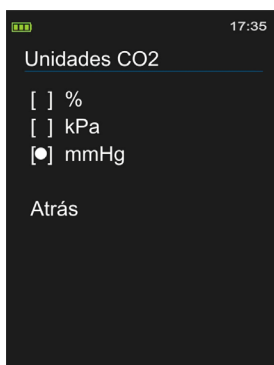 17:35
Unidades CO2
[ ] %
[ ] kPa
[●] mmHg
Atrás